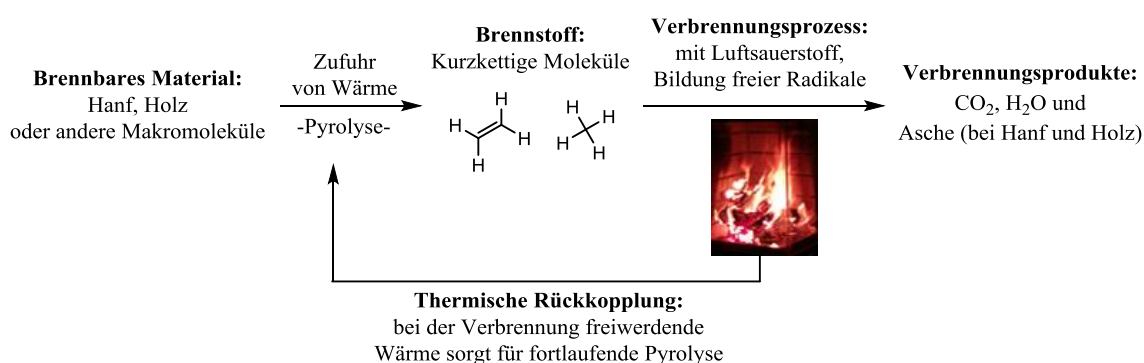 Brennbares Material:
Hanf, Holz
oder andere Makromoleküle
Zufuhr
von Wärme
-Pyrolyse-
Brennstoff:
Kurzkettige Moleküle
H
H
H
H
H
H
H
H
Verbrennungsprozess:
mit Luftsauerstoff,
Bildung freier Radikale
Verbrennungsprodukte:
CO₂, H₂O und
Asche (bei Hanf und Holz)
Thermische Rückkopplung:
bei der Verbrennung freiwerdende
Wärme sorgt für fortlaufende Pyrolyse